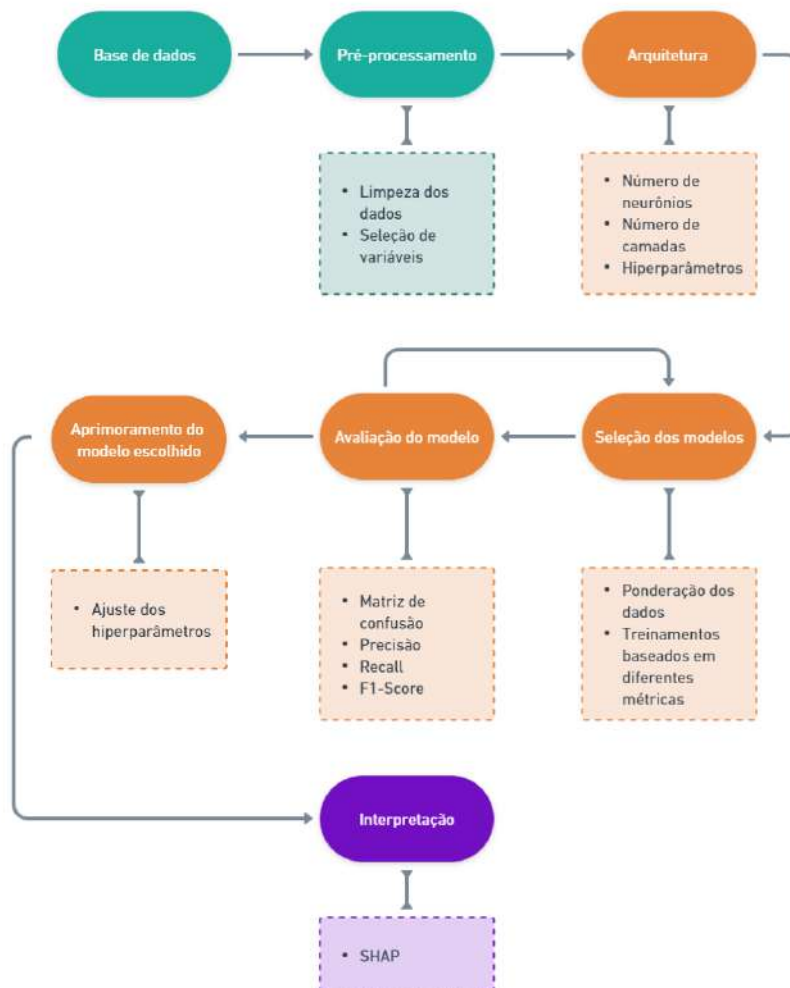 Base de dados
Pré-processamento
Arquitetura
• Limpeza dos
dados
• Seleção de
variáveis
• Número de
neurônios
• Número de
camadas
• Hiperparâmetros
Aprimoramento do
modelo escolhido
Avaliação do modelo
Seleção dos modelos
• Ajuste dos
hiperparâmetros
• Matriz de
confusão
• Precisão
• Recall
• F1-Score
• Ponderação dos
dados
• Treinamentos
baseados em
diferentes
métricas
Interpretação
• SHAP